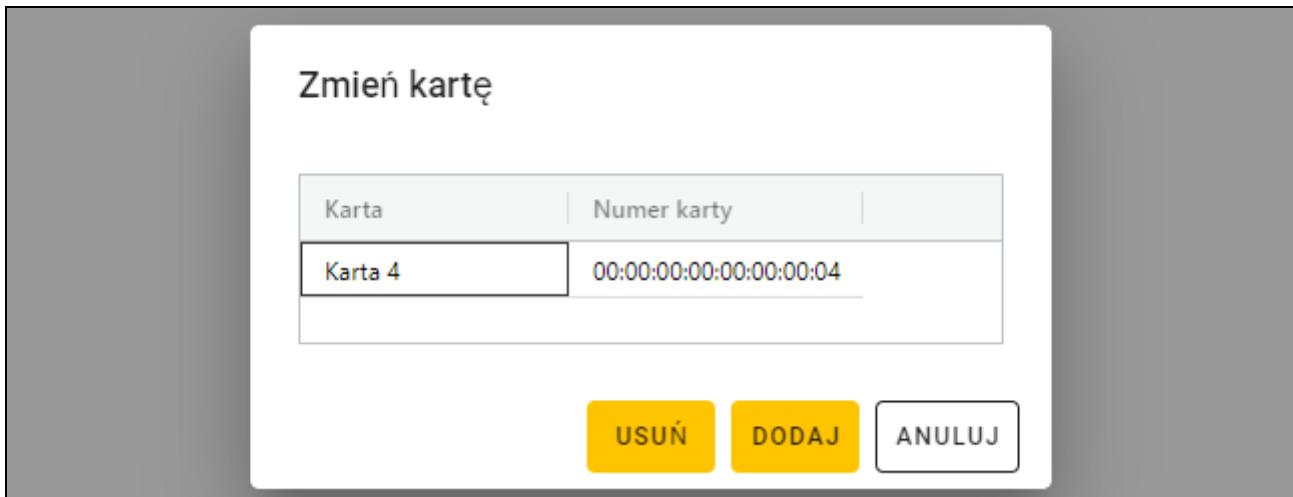 Zmień kartę
Karta Numer karty
Karta 4 00:00:00:00:00:00:00:04
USUŃ DODAJ ANULUJ